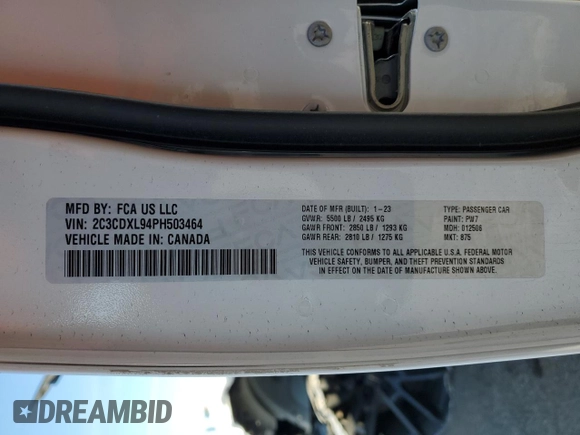 MFD BY: FCA US LLC
VIN: 2C3CDXL94PH503464
VEHICLE MADE IN: CANADA
DATE OF MFR (BUILT): 1-23
GVWR: 5500 LB / 2495 KG
GAWR FRONT: 2850 LB / 1293 KG
GAWR REAR: 2810 LB / 1275 KG
TYPE: PASSENGER CAR
PAINT: PW7
MDH: 012506
MKT: 875
THIS VEHICLE CONFORMS TO ALL APPLICABLE U.S.A. FEDERAL MOTOR
VEHICLE SAFETY, BUMPER, AND THEFT PREVENTION STANDARDS
IN EFFECT ON THE DATE OF MANUFACTURE SHOWN ABOVE.
DREAMBID